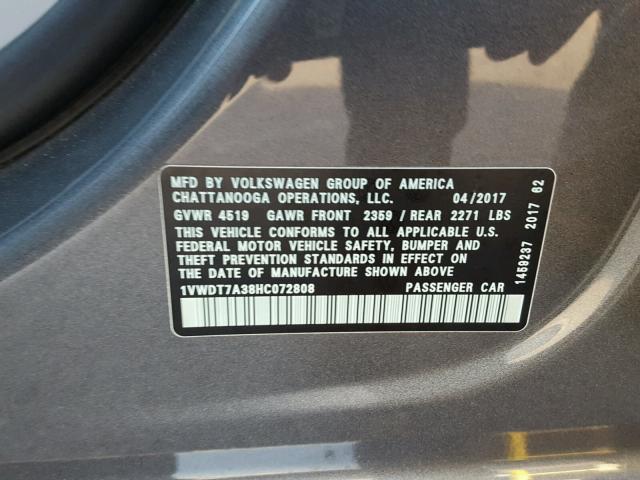 MFD BY VOLKSWAGEN GROUP OF AMERICA
CHATTANOOGA OPERATIONS, LLC. 04/2017
GVWR 4519 GAWR FRONT 2359 / REAR 2271 LBS
THIS VEHICLE CONFORMS TO ALL APPLICABLE U.S.
FEDERAL MOTOR VEHICLE SAFETY, BUMPER AND
THEFT PREVENTION STANDARDS IN EFFECT ON
THE DATE OF MANUFACTURE SHOWN ABOVE
1VWDT7A38HC072808 PASSENGER CAR
1459237 2017 62